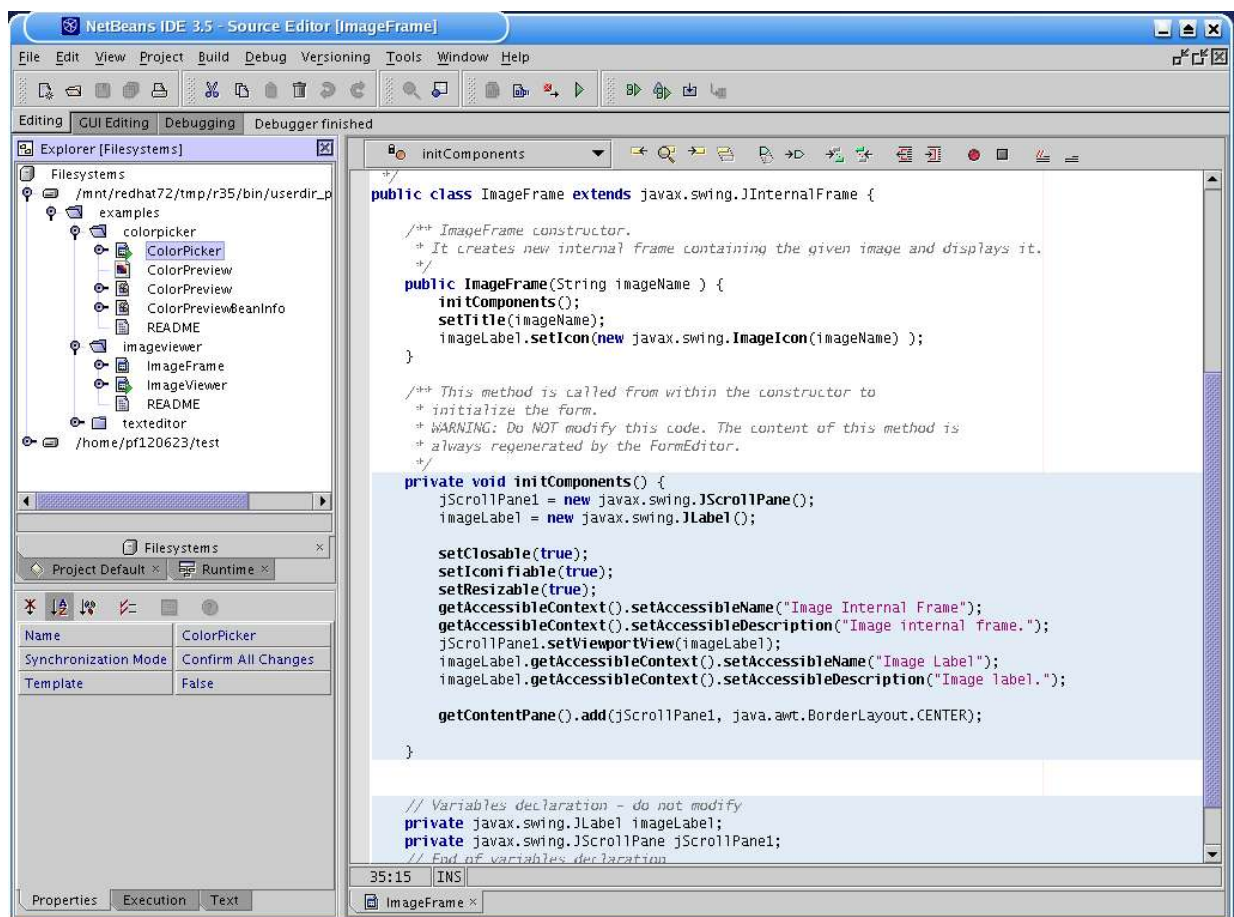 NetBeans IDE 3.5 - Source Editor [ImageFrame]
File Edit View Project Build Debug Versioning Tools Window Help
Editing GUI Editing Debugging Debugger finished
Explorer [Filesystems]
Filesystems
/mnt/redhat72/tmp/r35/bin/userdir_p
examples
colorpicker
ColorPicker
ColorPreview
ColorPreview
ColorPreviewBeanInfo
README
imageviewer
ImageFrame
ImageViewer
README
texteditor
/home/pf120623/test
Filesystems
Project Default Runtime
Name ColorPicker
Synchronization Mode Confirm All Changes
Template False
Properties Execution Text
initComponents
*/
public class ImageFrame extends javax.swing.JInternalFrame {
/** ImageFrame constructor.
* It creates new internal frame containing the given image and displays it.
*/
public ImageFrame(String imageName ) {
initComponents();
setTitle(imageName);
imageLabel.setIcon(new javax.swing.ImageIcon(imageName) );
}
/** This method is called from within the constructor to
* initialize the form.
* WARNING: Do NOT modify this code. The content of this method is
* always regenerated by the FormEditor.
*/
private void initComponents() {
jScrollPane1 = new javax.swing.JScrollPane();
imageLabel = new javax.swing.JLabel();
setClosable(true);
setIconifiable(true);
setResizable(true);
getAccessibleContext().setAccessibleName("Image Internal Frame");
getAccessibleContext().setAccessibleDescription("Image internal frame.");
jScrollPane1.setViewportView(imageLabel);
imageLabel.getAccessibleContext().setAccessibleName("Image Label");
imageLabel.getAccessibleContext().setAccessibleDescription("Image label.");
getContentPane().add(jScrollPane1, java.awt.BorderLayout.CENTER);
}
// Variables declaration - do not modify
private javax.swing.JLabel imageLabel;
private javax.swing.JScrollPane jScrollPane1;
// End of variables declaration
35:15 INS
ImageFrame